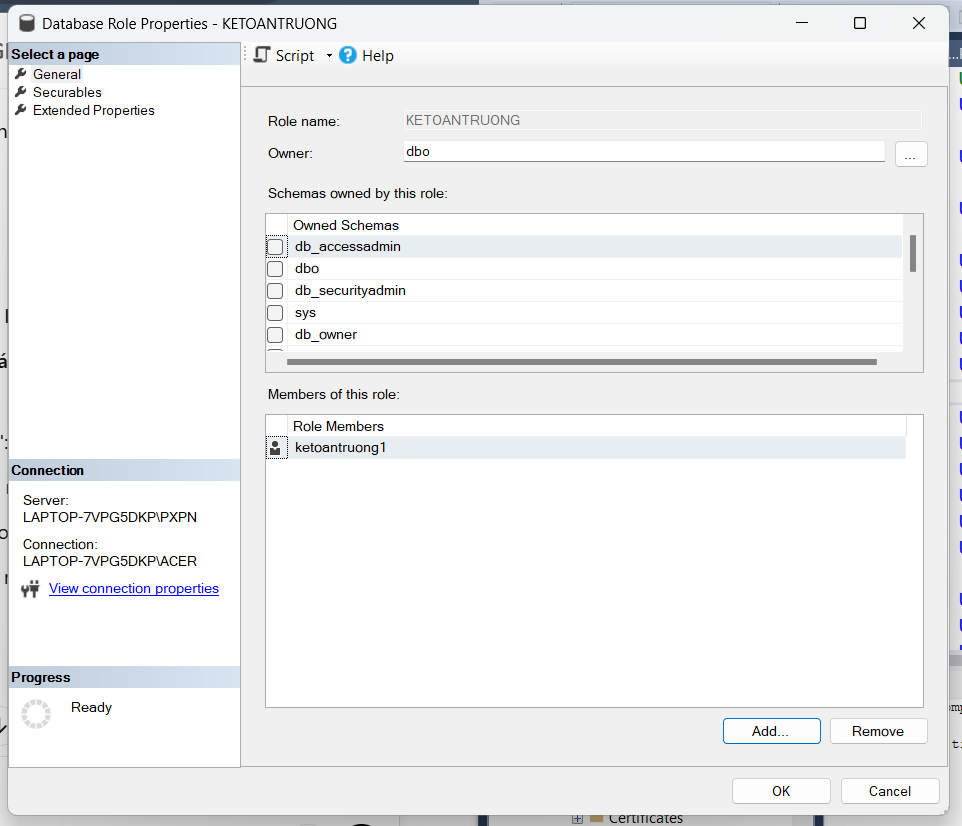 Database Role Properties - KETOANTRUONG
Select a page
General
Securables
Extended Properties
Script
Help
Role name: KETOANTRUONG
Owner: dbo
...
Schemas owned by this role:
Owned Schemas
db_accessadmin
dbo
db_securityadmin
sys
db_owner
Members of this role:
Role Members
ketoantruong1
Connection
Server:
LAPTOP-7VPG5DKP\PXPN
Connection:
LAPTOP-7VPG5DKP\ACER
View connection properties
Progress
Ready
Add...
Remove
OK
Cancel
Certificates